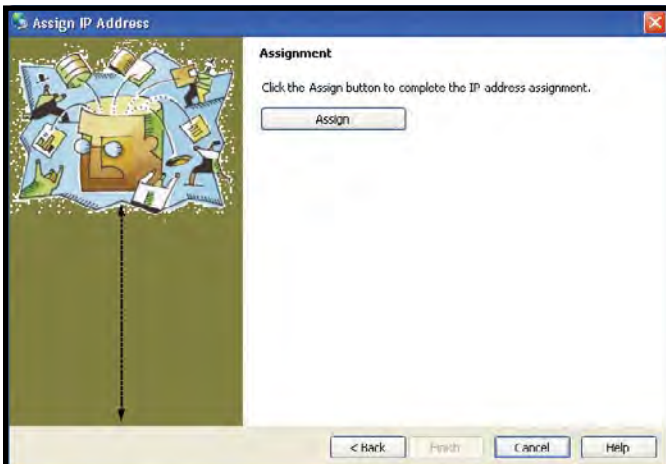 Assign IP Address
Assignment
Click the Assign button to complete the IP address assignment.
Assign
< Back Finish Cancel Help